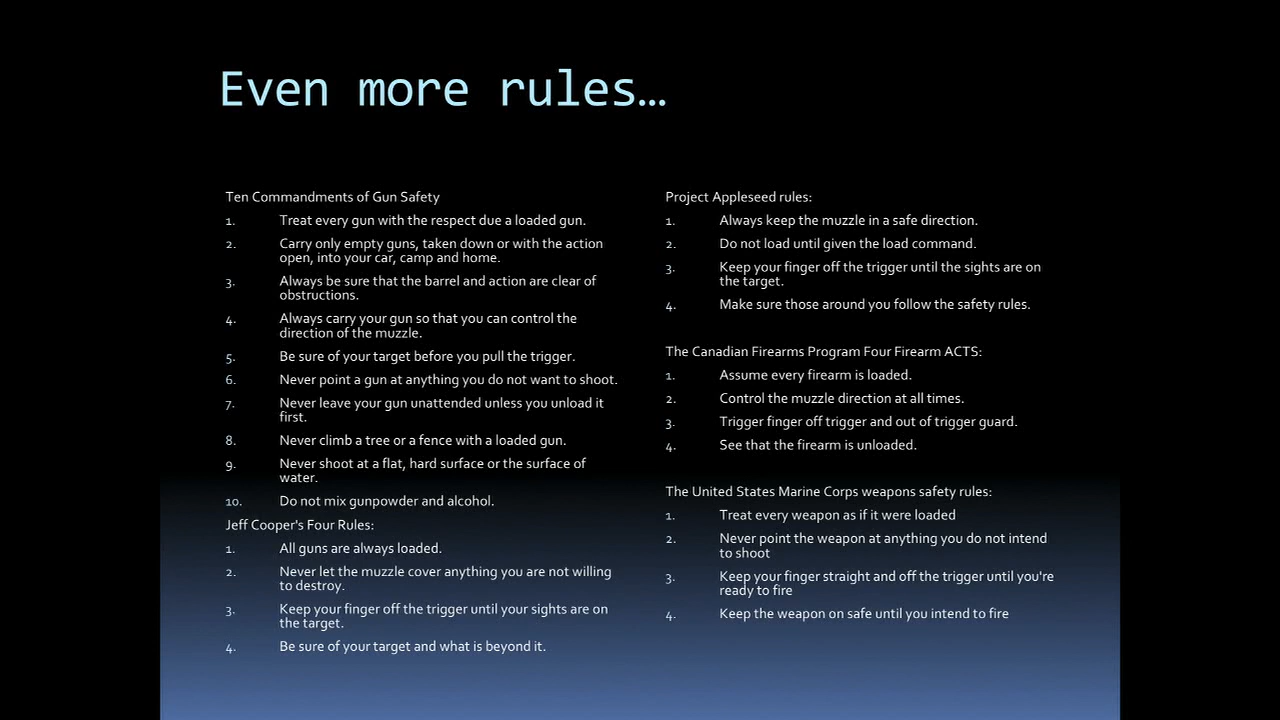 Even more rules…
Ten Commandments of Gun Safety
1. Treat every gun with the respect due a loaded gun.
2. Carry only empty guns, taken down or with the action
open, into your car, camp and home.
3. Always be sure that the barrel and action are clear of
obstructions.
4. Always carry your gun so that you can control the
direction of the muzzle.
5. Be sure of your target before you pull the trigger.
6. Never point a gun at anything you do not want to shoot.
7. Never leave your gun unattended unless you unload it
first.
8. Never climb a tree or a fence with a loaded gun.
9. Never shoot at a flat, hard surface or the surface of
water.
10. Do not mix gunpowder and alcohol.
Jeff Cooper's Four Rules:
1. All guns are always loaded.
2. Never let the muzzle cover anything you are not willing
to destroy.
3. Keep your finger off the trigger until your sights are on
the target.
4. Be sure of your target and what is beyond it.
Project Appleseed rules:
1. Always keep the muzzle in a safe direction.
2. Do not load until given the load command.
3. Keep your finger off the trigger until the sights are on
the target.
4. Make sure those around you follow the safety rules.
The Canadian Firearms Program Four Firearm ACTS:
1. Assume every firearm is loaded.
2. Control the muzzle direction at all times.
3. Trigger finger off trigger and out of trigger guard.
4. See that the firearm is unloaded.
The United States Marine Corps weapons safety rules:
1. Treat every weapon as if it were loaded
2. Never point the weapon at anything you do not intend
to shoot
3. Keep your finger straight and off the trigger until you're
ready to fire
4. Keep the weapon on safe until you intend to fire